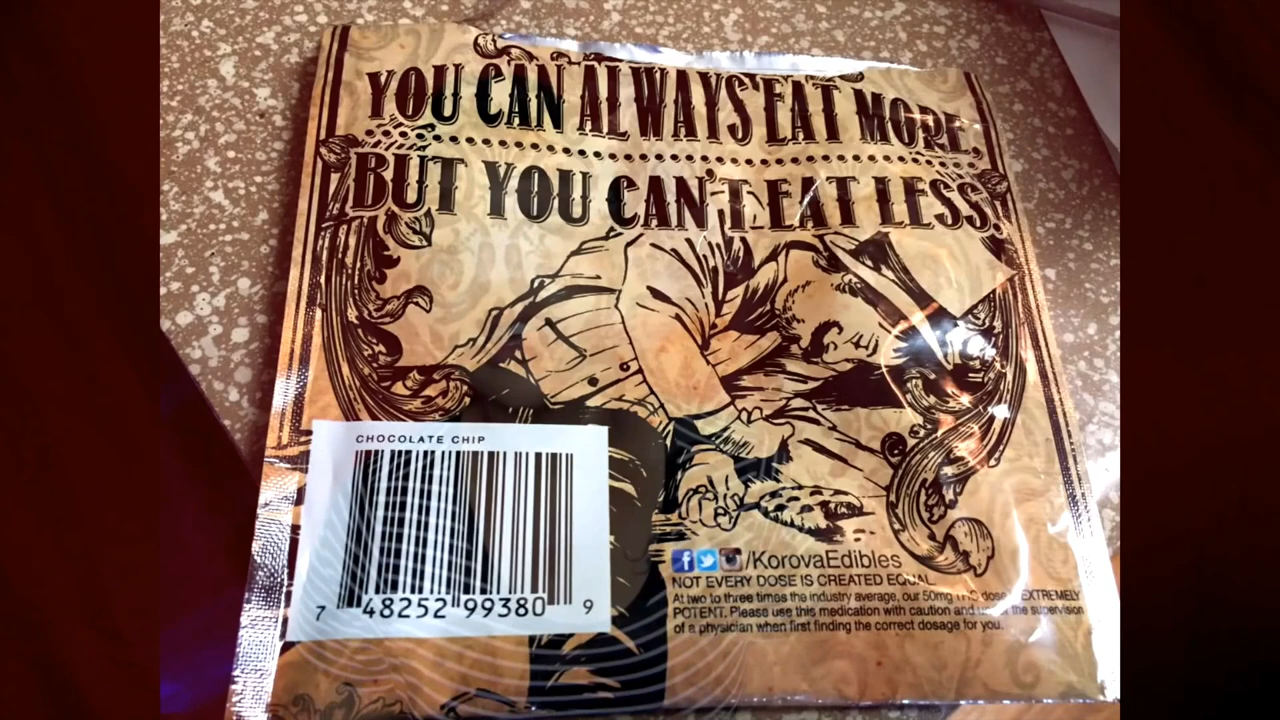 YOU CAN ALWAYS EAT MORE,
BUT YOU CAN'T EAT LESS.
CHOCOLATE CHIP
7 48252 99380 9
/KorovaEdibles
NOT EVERY DOSE IS CREATED EQUAL.
At two to three times the industry average, our 50mg THC doses EXTREMELY
POTENT. Please use this medication with caution and under the supervision
of a physician when first finding the correct dosage for you.